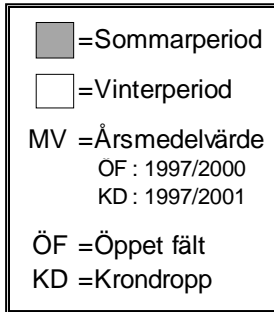 =Sommarperiod
=Vinterperiod
MV =Årsmedelvärde
ÖF : 1997/2000
KD : 1997/2001
ÖF =Öppet fält
KD =Krondropp